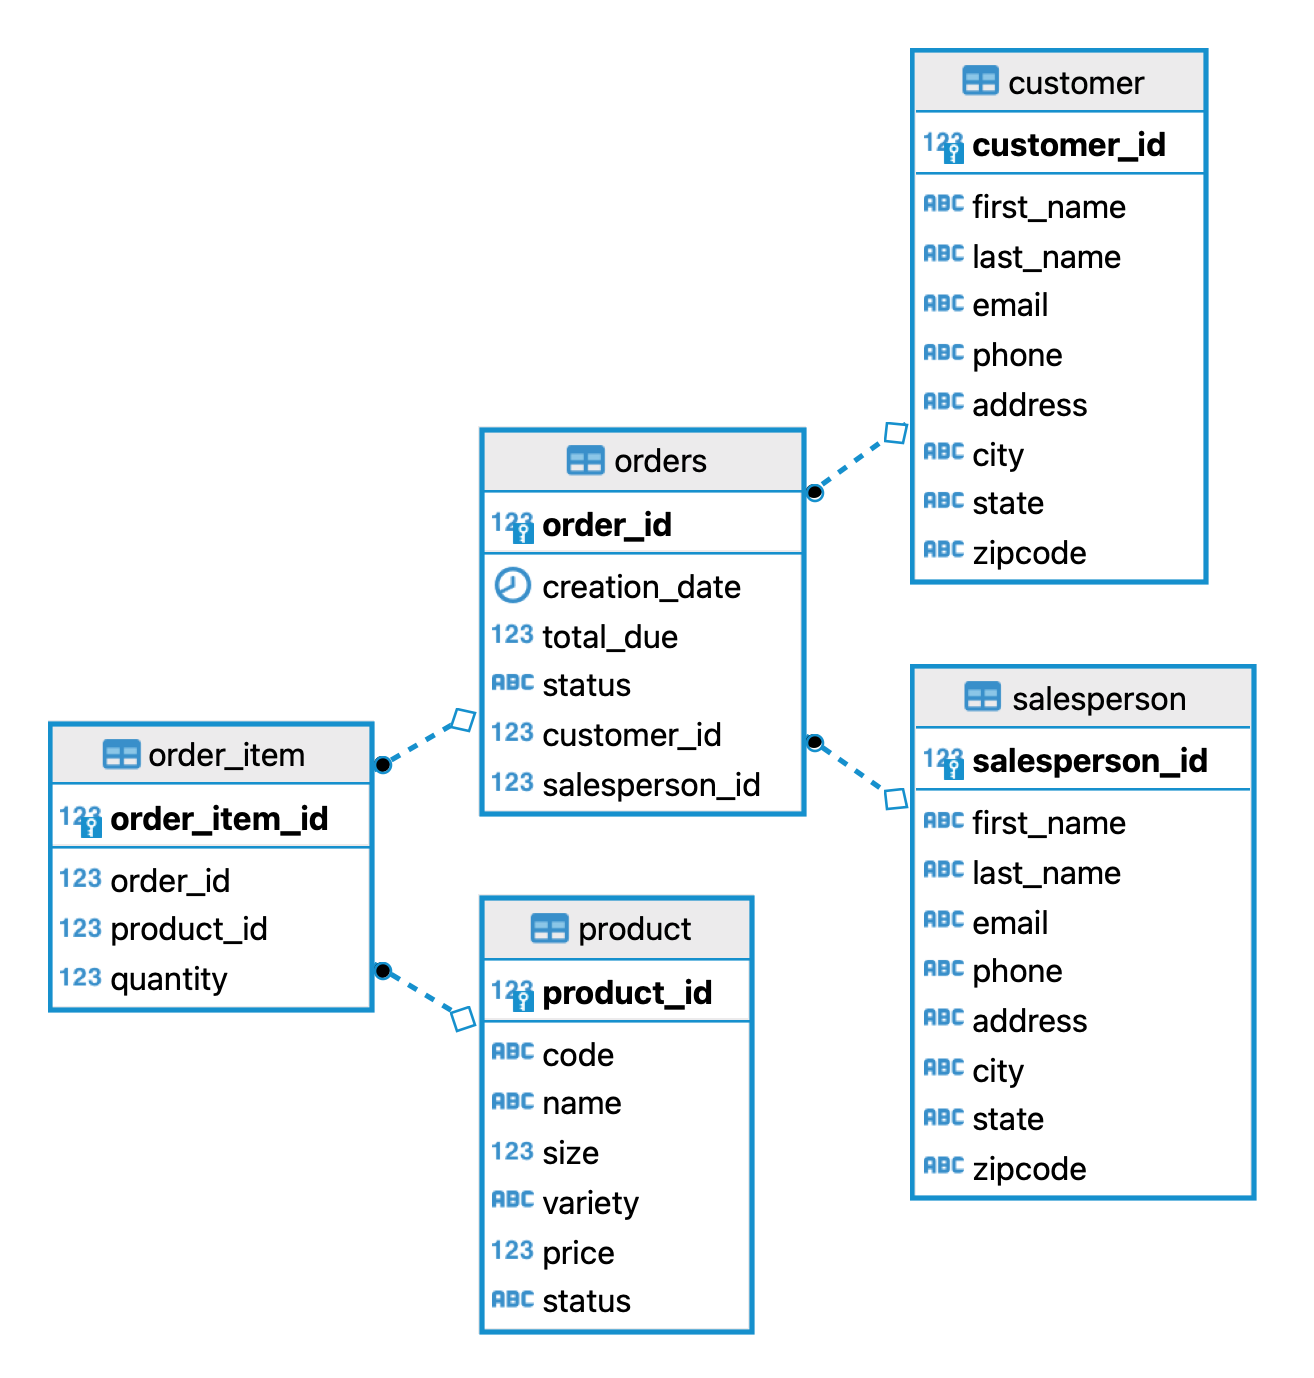 customer
123 customer_id
ABC first_name
ABC last_name
ABC email
ABC phone
ABC address
ABC city
ABC state
ABC zipcode
orders
123 order_id
creation_date
123 total_due
ABC status
123 customer_id
123 salesperson_id
salesperson
123 salesperson_id
ABC first_name
ABC last_name
ABC email
ABC phone
ABC address
ABC city
ABC state
ABC zipcode
order_item
123 order_item_id
123 order_id
123 product_id
123 quantity
product
123 product_id
ABC code
ABC name
123 size
ABC variety
123 price
ABC status